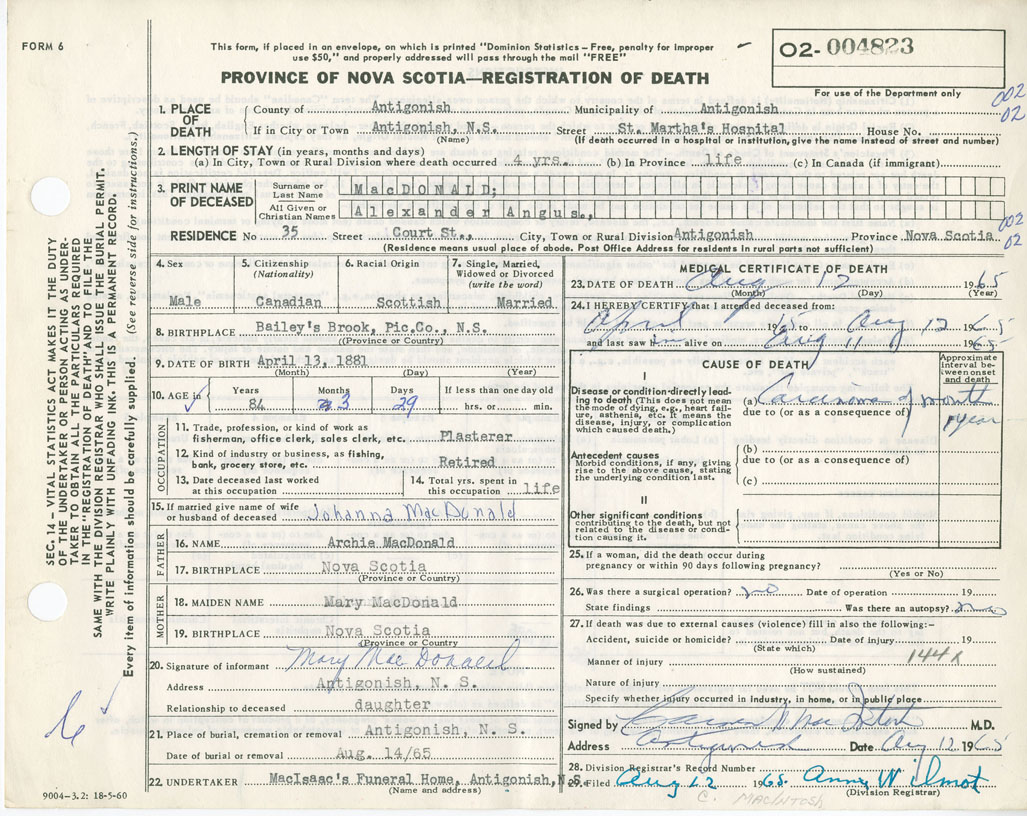 FORM 6
This form, if placed in an envelope, on which is printed "Dominion Statistics – Free, penalty for improper
use $50," and properly addressed will pass through the mail "FREE"
PROVINCE OF NOVA SCOTIA—REGISTRATION OF DEATH
O2- 004823
For use of the Department only
002
02
1. PLACE OF DEATH
County of Antigonish Municipality of Antigonish
If in City or Town Antigonish, N.S. Street St. Martha's Hospital House No.
(Name) (If death occurred in a hospital or institution, give the name instead of street and number)
2. LENGTH OF STAY (in years, months and days)
(a) In City, Town or Rural Division where death occurred 4 yrs. (b) In Province life (c) In Canada (if immigrant)
3. PRINT NAME OF DECEASED
Surname or Last Name MacDONALD;
All Given or Christian Names Alexander Angus.,
002
02
RESIDENCE No 35 Street Court St., City, Town or Rural Division Antigonish Province Nova Scotia.
(Residence means usual place of abode. Post Office Address for residents in rural parts not sufficient)
4. Sex
Male
5. Citizenship (Nationality)
Canadian
6. Racial Origin
Scottish
7. Single, Married, Widowed or Divorced (write the word)
Married
8. BIRTHPLACE Bailey's Brook, Pic.Co., N.S.
((Province or Country)
9. DATE OF BIRTH April 13, 1881
(Month) (Day) (Year)
10. AGE in Years 84 Months 3 Days 29 If less than one day old hrs. or min.
OCCUPATION
11. Trade, profession, or kind of work as
fisherman, office clerk, sales clerk, etc. Plasterer
12. Kind of industry or business, as fishing,
bank, grocery store, etc. Retired
13. Date deceased last worked at this occupation
14. Total yrs. spent in this occupation life
15. If married give name of wife
or husband of deceased Johanna MacDonald
FATHER
16. NAME Archie MacDonald
17. BIRTHPLACE Nova Scotia
(Province or Country)
MOTHER
18. MAIDEN NAME Mary MacDonald
19. BIRTHPLACE Nova Scotia
(Province or Country)
20. Signature of informant Mary MacDonald
Address Antigonish, N. S.
Relationship to deceased daughter
21. Place of burial, cremation or removal Antigonish, N. S.
Date of burial or removal Aug. 14/65
22. UNDERTAKER MacIsaac's Funeral Home, Antigonish, N.S.
(Name and address)
MEDICAL CERTIFICATE OF DEATH
23. DATE OF DEATH Aug 12 1965
(Month) (Day) (Year)
24. I HEREBY CERTIFY that I attended deceased from:
April 1965 to Aug 12 1965
and last saw him alive on Aug 11 1965
CAUSE OF DEATH
Approximate interval between onset and death
I
Disease or condition directly leading to death (This does not mean
the mode of dying, e.g., heart failure, asthenia, etc. It means the
disease, injury, or complication
which caused death.)
(a) Carcinoma of mouth 1 year
due to (or as a consequence of)
Antecedent causes
Morbid conditions, if any, giving
rise to the above cause, stating
the underlying condition last.
(b)
due to (or as a consequence of)
(c)
II
Other significant conditions
contributing to the death, but not
related to the disease or condition causing it.
25. If a woman, did the death occur during
pregnancy or within 90 days following pregnancy?
(Yes or No)
26. Was there a surgical operation? no Date of operation 19
State findings Was there an autopsy?
27. If death was due to external causes (violence) fill in also the following:-
Accident, suicide or homicide? Date of injury 19
(State which)
144
Manner of injury
(How sustained)
Nature of injury
Specify whether injury occurred in industry, in home, or in public place
Signed by M.D.
Address Antigonish Date Aug 12 1965
28. Division Registrar's Record Number
29. Filed Aug 12 1965 Anna Wilmot
(Division Registrar)
C. MACINTOSH
SEC. 14 – VITAL STATISTICS ACT MAKES IT THE DUTY
OF THE UNDERTAKER OR PERSON ACTING AS UNDER-
TAKER TO OBTAIN ALL THE PARTICULARS REQUIRED
IN THE "REGISTRATION OF DEATH" AND TO FILE THE
SAME WITH THE DIVISION REGISTRAR WHO SHALL ISSUE THE BURIAL PERMIT.
WRITE PLAINLY WITH UNFADING INK. THIS IS A PERMANENT RECORD.
Every item of information should be carefully supplied. (See reverse side for instructions.)
9004–3.2: 18-5-60